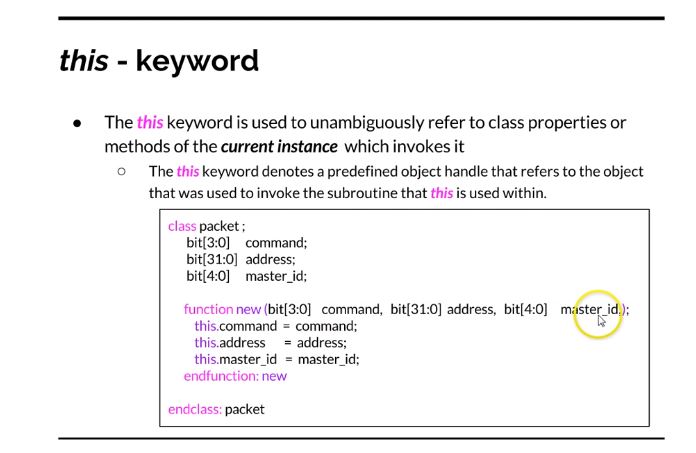 this - keyword
● The this keyword is used to unambiguously refer to class properties or
methods of the current instance which invokes it
○ The this keyword denotes a predefined object handle that refers to the object
that was used to invoke the subroutine that this is used within.
class packet ;
bit[3:0] command;
bit[31:0] address;
bit[4:0] master_id;
function new (bit[3:0] command, bit[31:0] address, bit[4:0] master_id );
this.command = command;
this.address = address;
this.master_id = master_id;
endfunction: new
endclass: packet